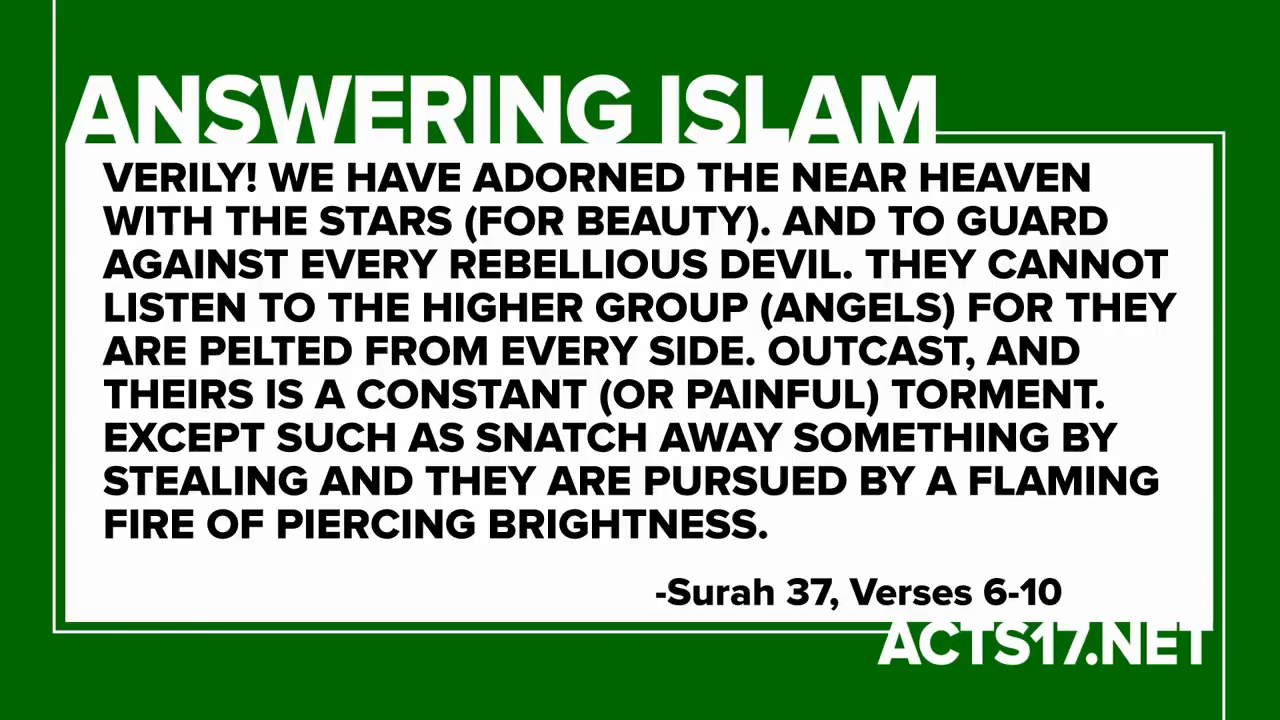 ANSWERING ISLAM
VERILY! WE HAVE ADORNED THE NEAR HEAVEN
WITH THE STARS (FOR BEAUTY). AND TO GUARD
AGAINST EVERY REBELLIOUS DEVIL. THEY CANNOT
LISTEN TO THE HIGHER GROUP (ANGELS) FOR THEY
ARE PELTED FROM EVERY SIDE. OUTCAST, AND
THEIRS IS A CONSTANT (OR PAINFUL) TORMENT.
EXCEPT SUCH AS SNATCH AWAY SOMETHING BY
STEALING AND THEY ARE PURSUED BY A FLAMING
FIRE OF PIERCING BRIGHTNESS.
-Surah 37, Verses 6-10
ACTS17.NET